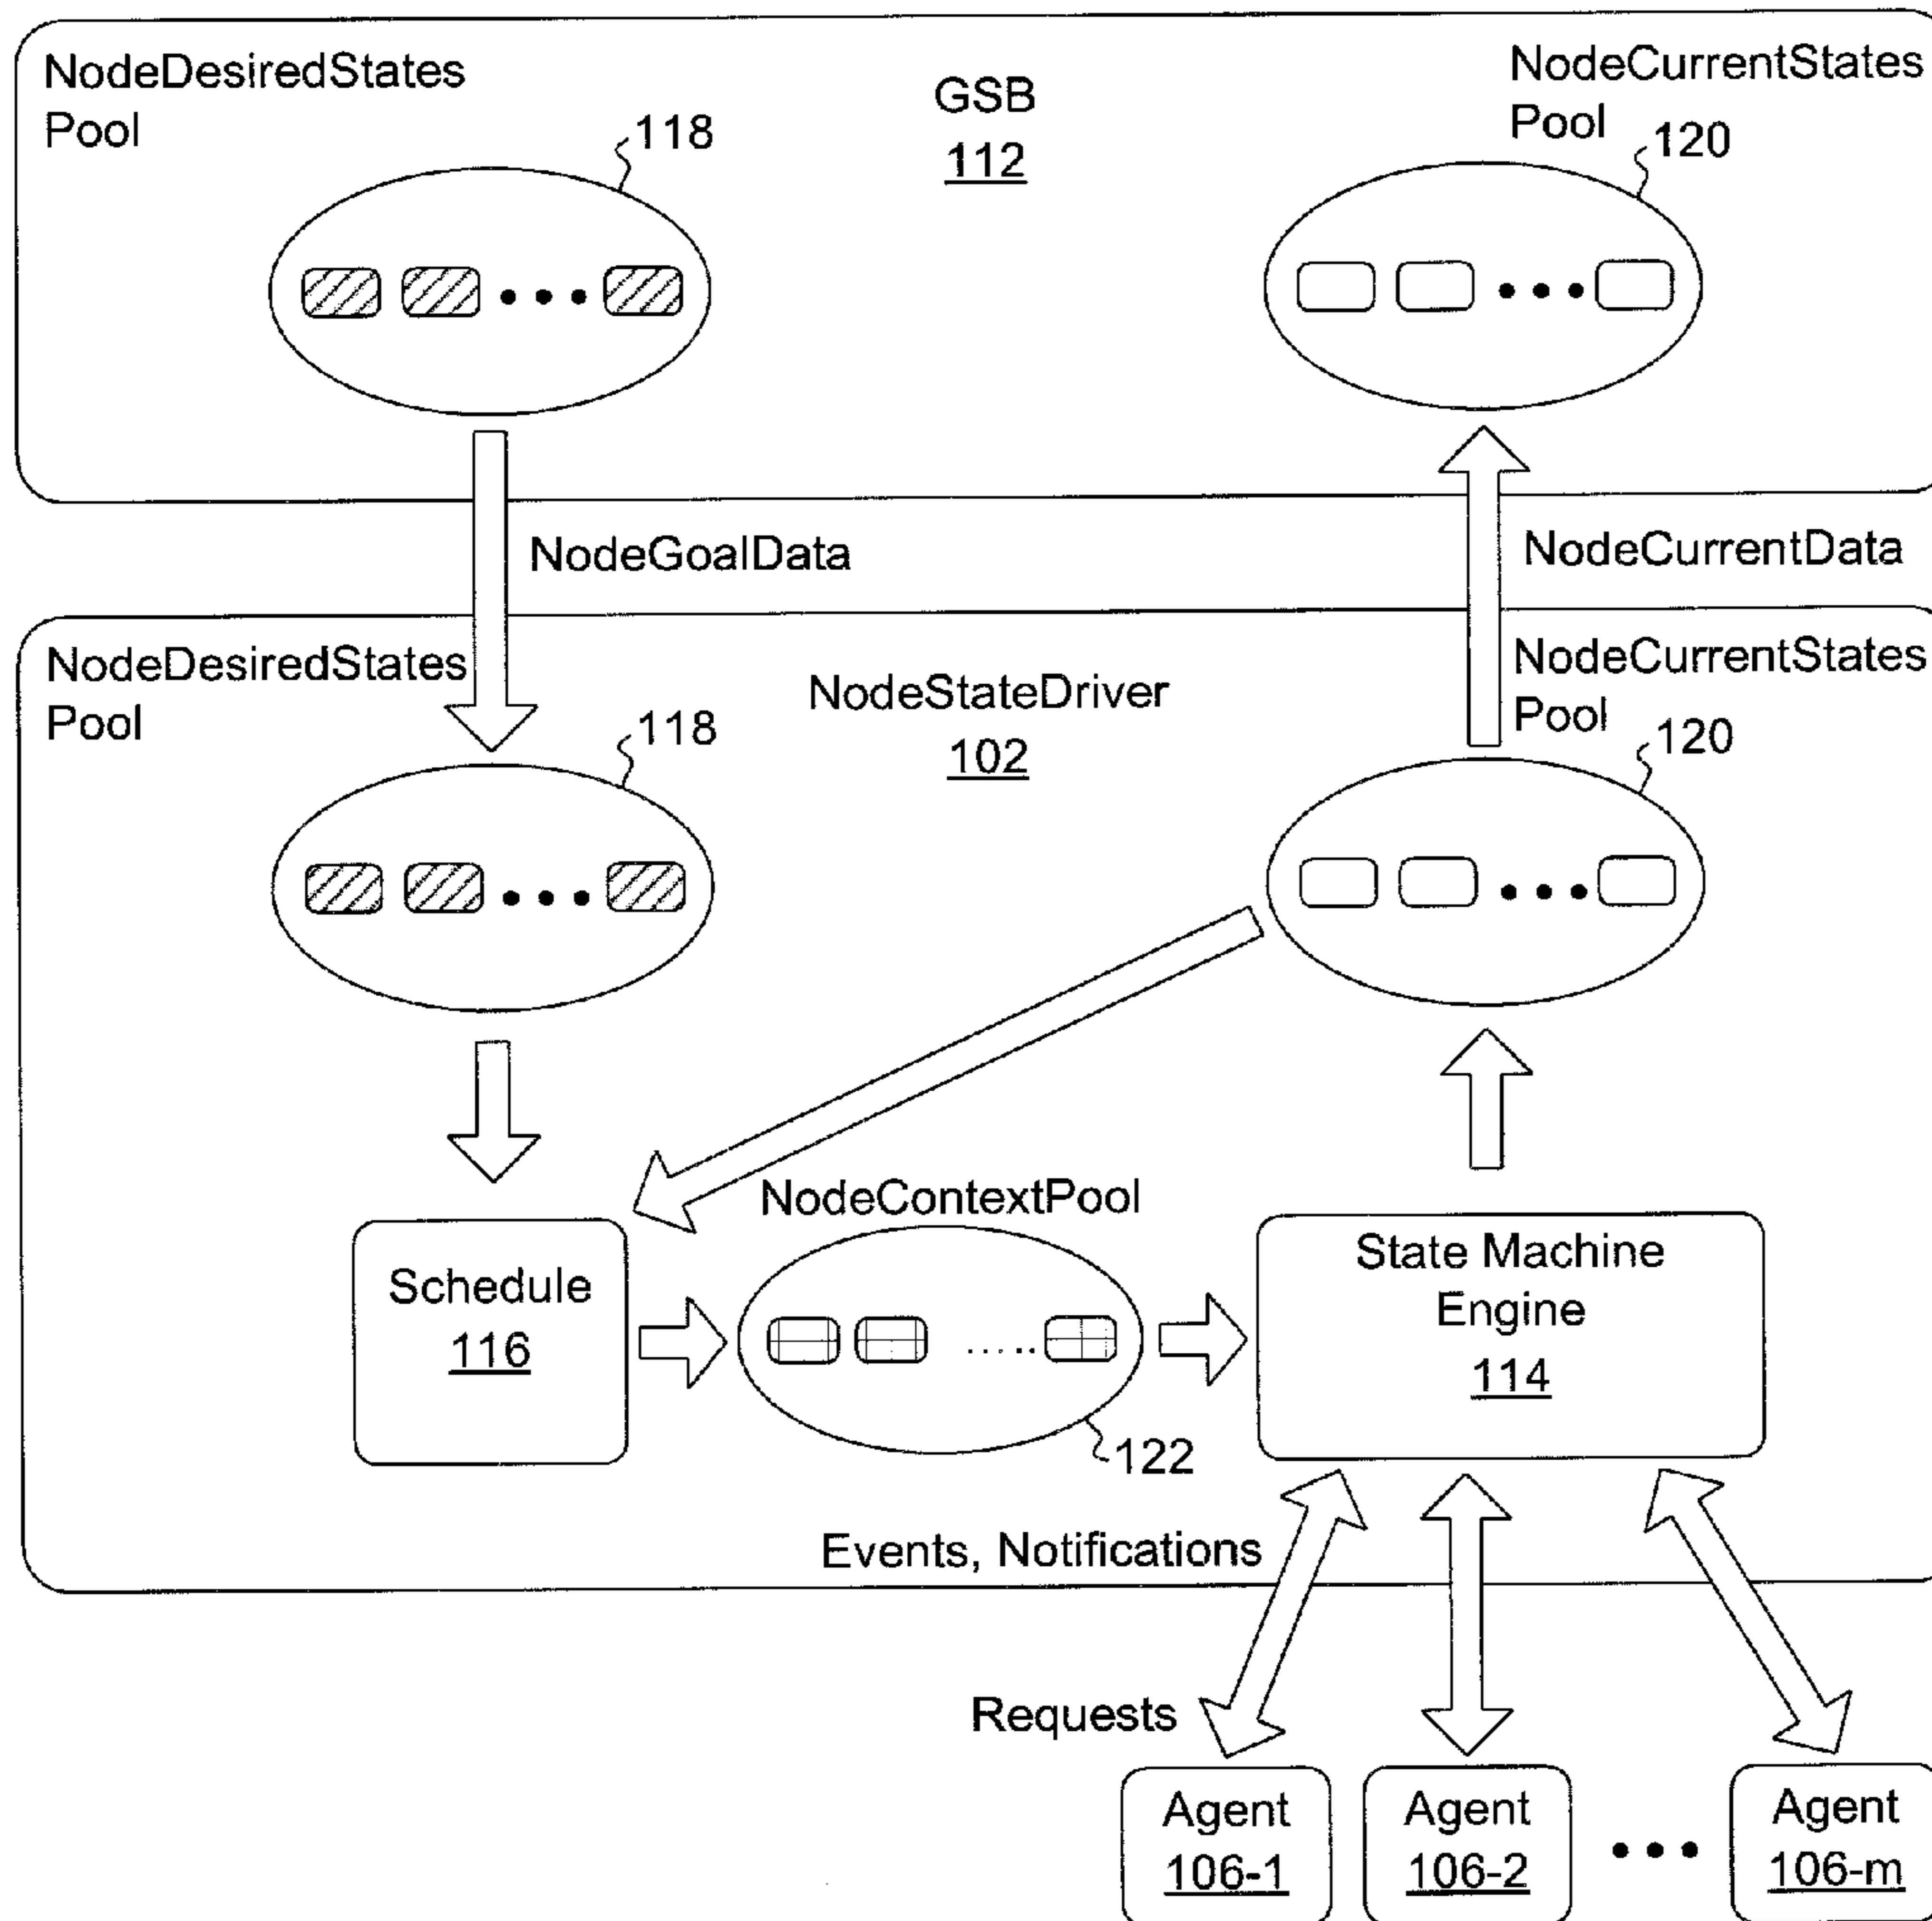 NodeDesiredStates
Pool
118
GSB
112
NodeCurrentStates
Pool
120
NodeGoalData
NodeCurrentData
NodeDesiredStates
Pool
118
NodeStateDriver
102
NodeCurrentStates
Pool
120
NodeContextPool
Schedule
116
122
State Machine
Engine
114
Events, Notifications
Requests
Agent
106-1
Agent
106-2
Agent
106-m